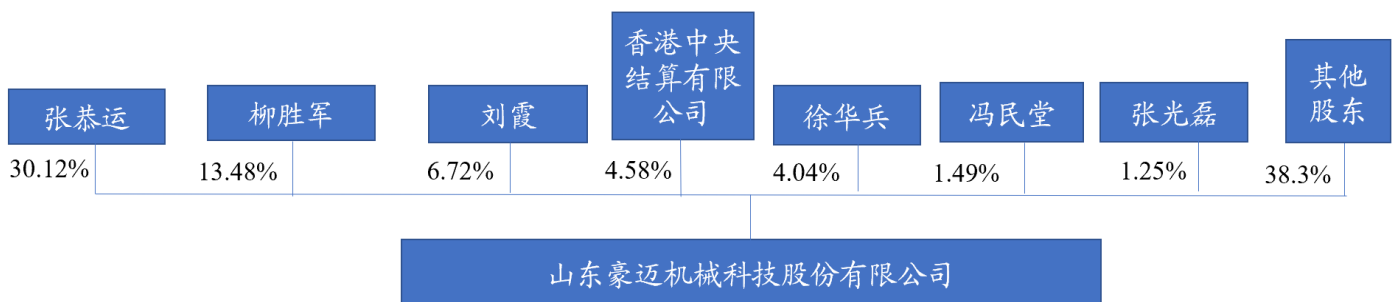 张恭运
柳胜军
刘霞
香港中央
结算有限
公司
徐华兵
冯民堂
张光磊
其他
股东
30.12%
13.48%
6.72%
4.58%
4.04%
1.49%
1.25%
38.3%
山东豪迈机械科技股份有限公司